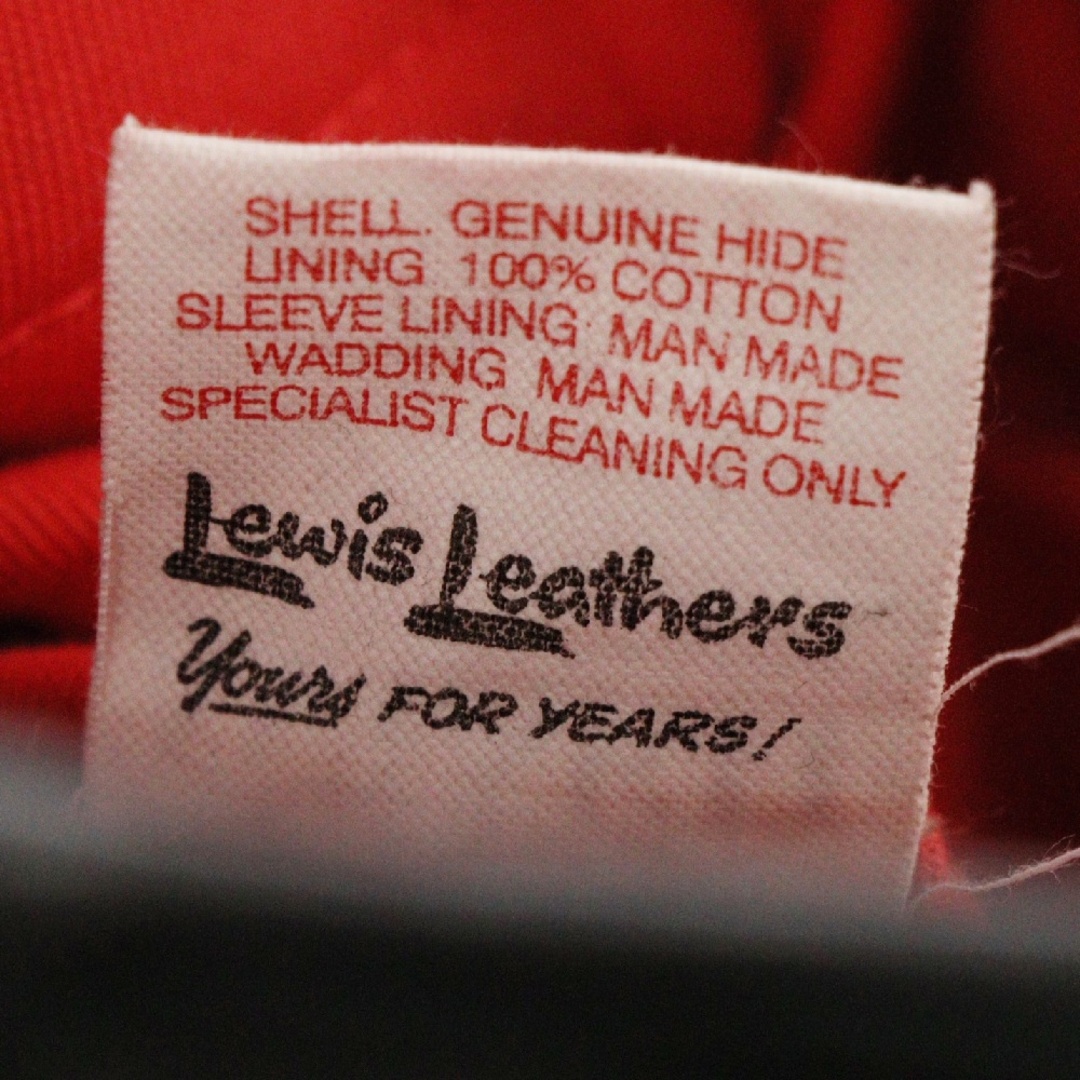 SHELL. GENUINE HIDE
LINING 100% COTTON
SLEEVE LINING: MAN MADE
WADDING MAN MADE
SPECIALIST CLEANING ONLY
Lewis Leathers
Yours FOR YEARS!